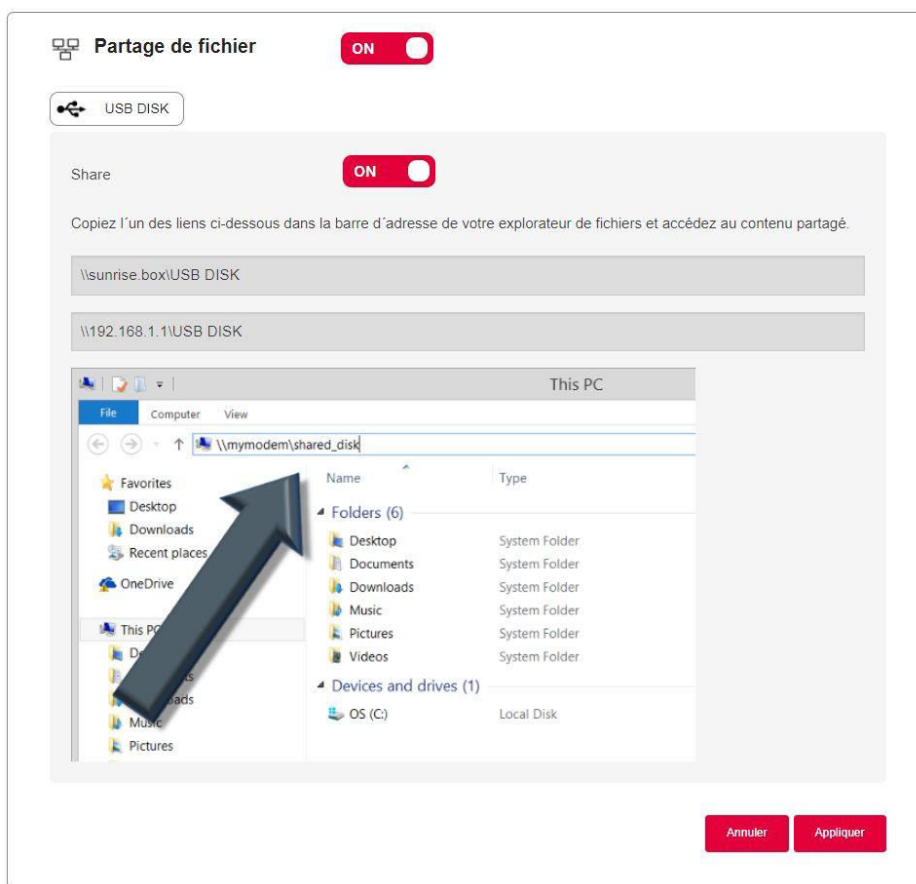 Partage de fichier ON
USB DISK
Share ON
Copiez l´un des liens ci-dessous dans la barre d´adresse de votre explorateur de fichiers et accédez au contenu partagé.
\\sunrise.box\USB DISK
\\192.168.1.1\USB DISK
This PC
File Computer View
\\mymodem\shared_disk
Name Type
Favorites
Desktop
Downloads
Recent places
OneDrive
This PC
Music
Pictures
Folders (6)
Desktop System Folder
Documents System Folder
Downloads System Folder
Music System Folder
Pictures System Folder
Videos System Folder
Devices and drives (1)
OS (C:) Local Disk
Annuler Appliquer